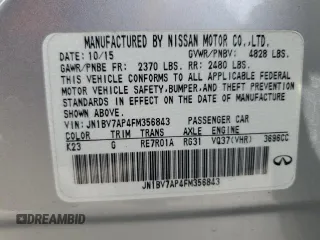 MANUFACTURED BY NISSAN MOTOR CO.,LTD.
DATE: 10/15 GVWR/PNBV: 4828 LBS.
GAWR/PNBE FR: 2370 LBS. RR: 2480 LBS.
THIS VEHICLE CONFORMS TO ALL APPLICABLE FEDERAL
MOTOR VEHICLE SAFETY,BUMPER,AND THEFT PREVENTION
STANDARDS IN EFFECT ON THE DATE OF MANUFACTURE
SHOWN ABOVE.
VIN: JN1BV7AP4FM356843 PASSENGER CAR
COLOR TRIM TRANS AXLE ENGINE
K23 G RE7R01A RG31 VQ37(VHR) 3696CC
JN1BV7AP4FM356843
DREAMBID